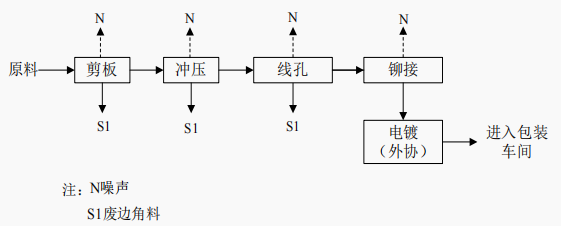 N N N N
原料 剪板 冲压 线孔 铆接
S1 S1 S1
电镀
（外协）
进入包装
车间
注：N噪声
S1废边角料